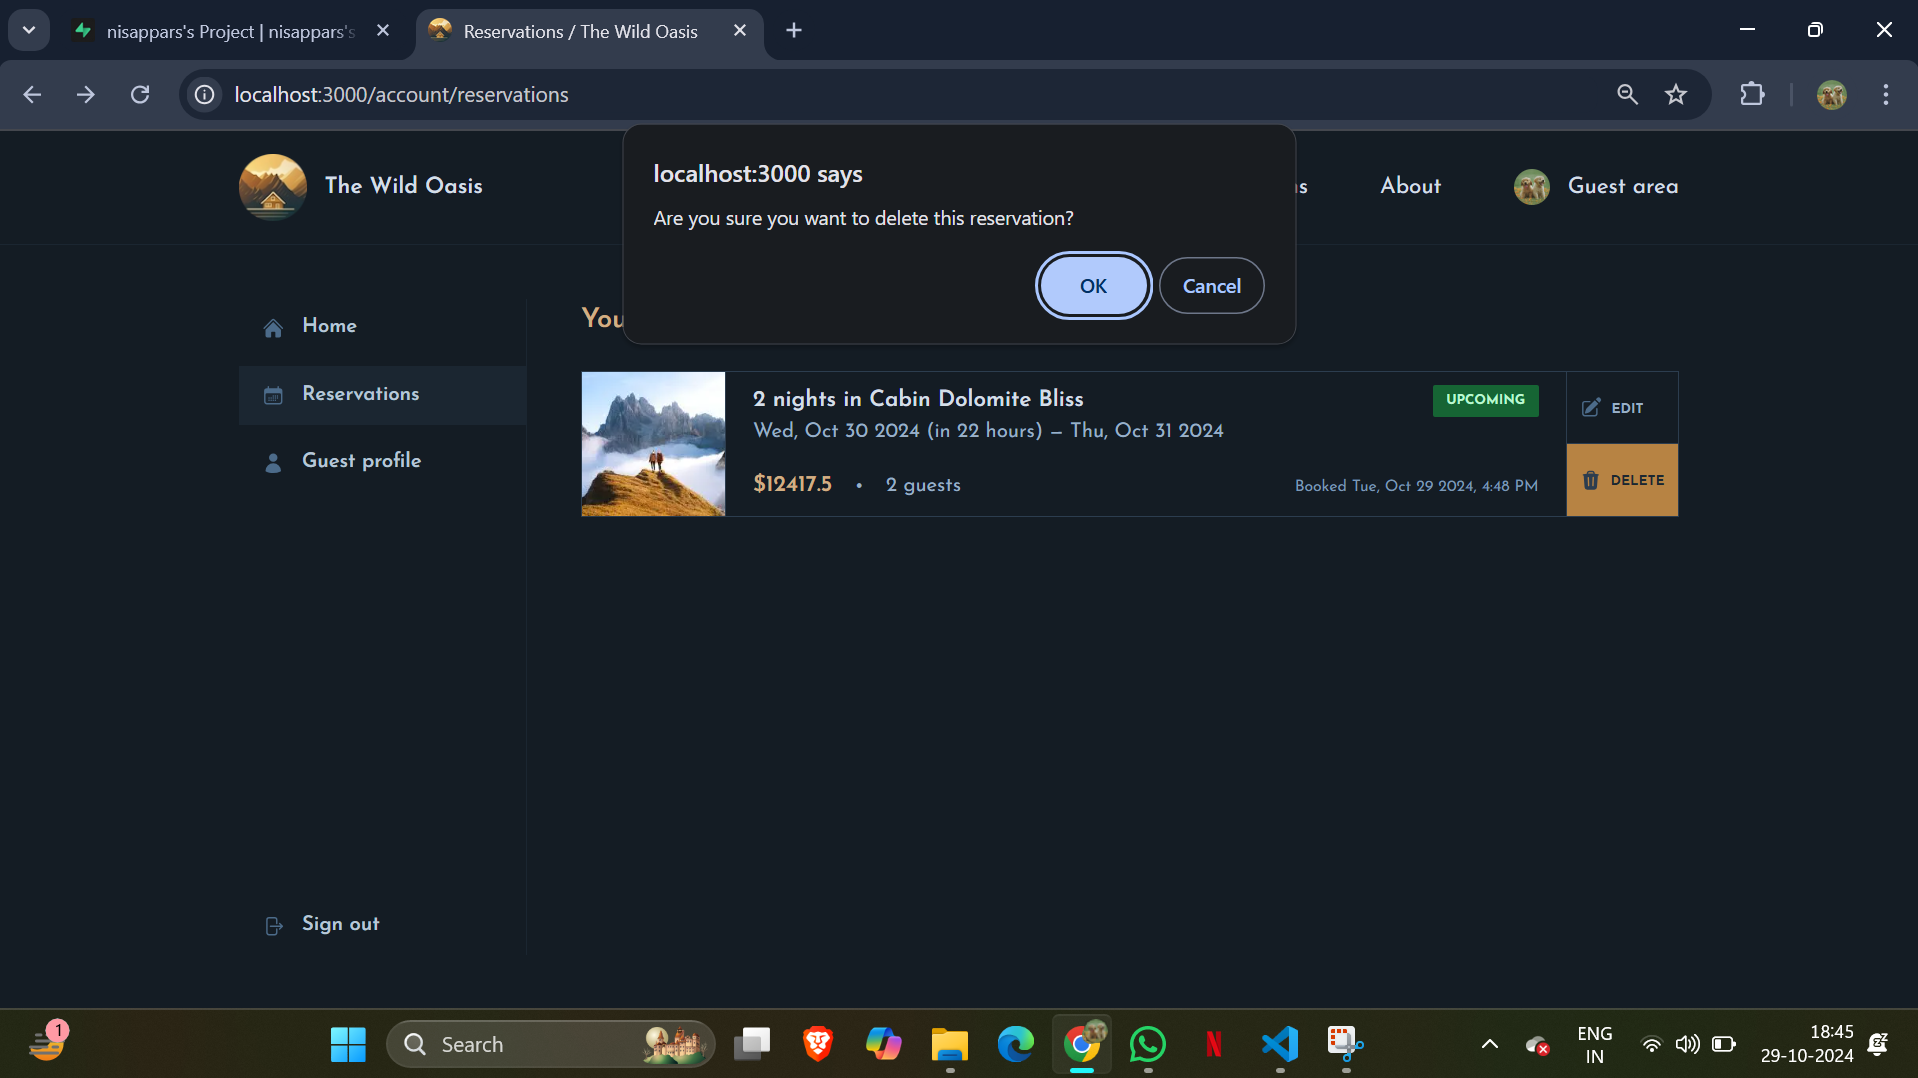 nisappars's Project | nisappars's
Reservations / The Wild Oasis
localhost:3000/account/reservations
localhost:3000 says
Are you sure you want to delete this reservation?
OK
Cancel
The Wild Oasis
ns
About
Guest area
Home
Reservations
Guest profile
Sign out
You
2 nights in Cabin Dolomite Bliss
UPCOMING
Wed, Oct 30 2024 (in 22 hours) — Thu, Oct 31 2024
$12417.5 • 2 guests
Booked Tue, Oct 29 2024, 4:48 PM
EDIT
DELETE
1
Search
N
ENG
IN
18:45
29-10-2024